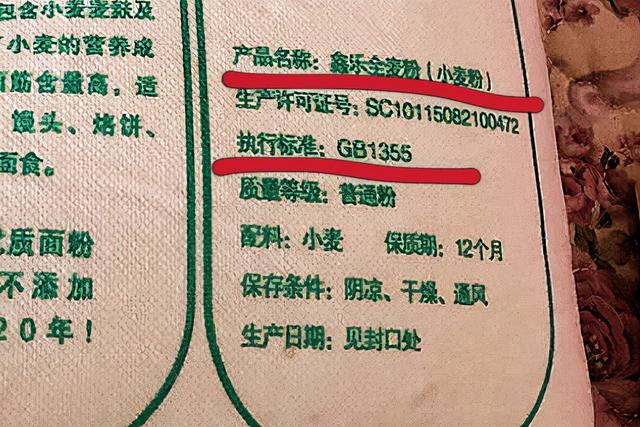 包含小麦麦麸及
小麦的营养成
筋含量高,适
馒头、烙饼、
面食。
质面粉
不添加
20年!
产品名称:鑫乐全麦粉(小麦粉)
生产许可证号:SC10115082100472
执行标准:GB1355
质量等级:普通粉
配料:小麦 保质期:12个月
保存条件:阴凉、干燥、通风
生产日期:见封口处